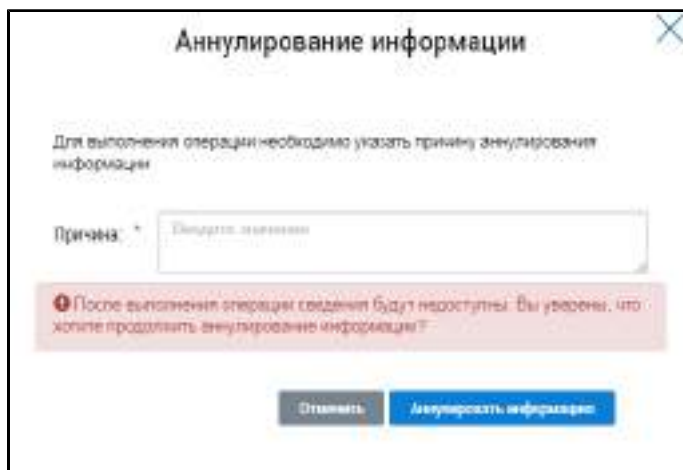 Аннулирование информации
Для выполнения операции необходимо указать причину аннулирования
информации
Причина: *
Введите значение
После выполнения операции сведения будут недоступны. Вы уверены, что
хотите продолжить аннулирование информации?
Отменить Аннулировать информацию